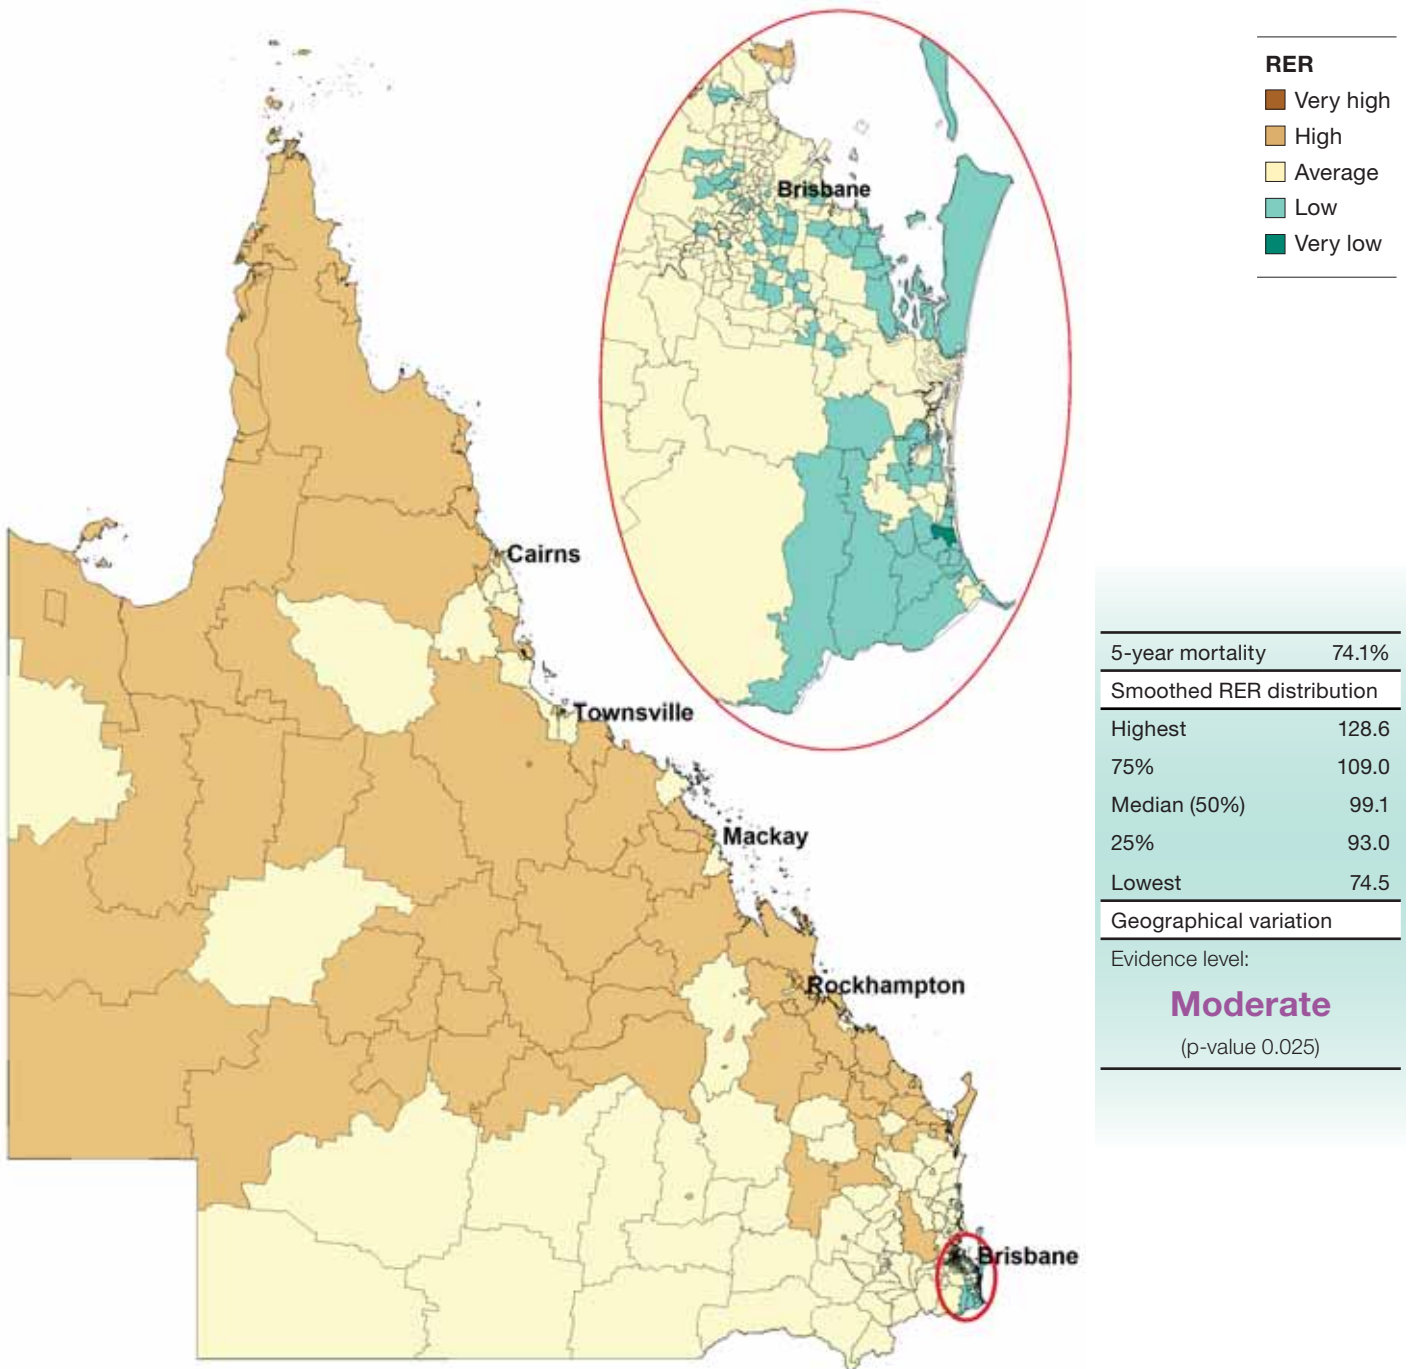 RER
Very high
High
Average
Low
Very low
Brisbane
Cairns
Townsville
Mackay
Rockhampton
Brisbane
5-year mortality 74.1%
Smoothed RER distribution
Highest 128.6
75% 109.0
Median (50%) 99.1
25% 93.0
Lowest 74.5
Geographical variation
Evidence level:
Moderate
(p-value 0.025)